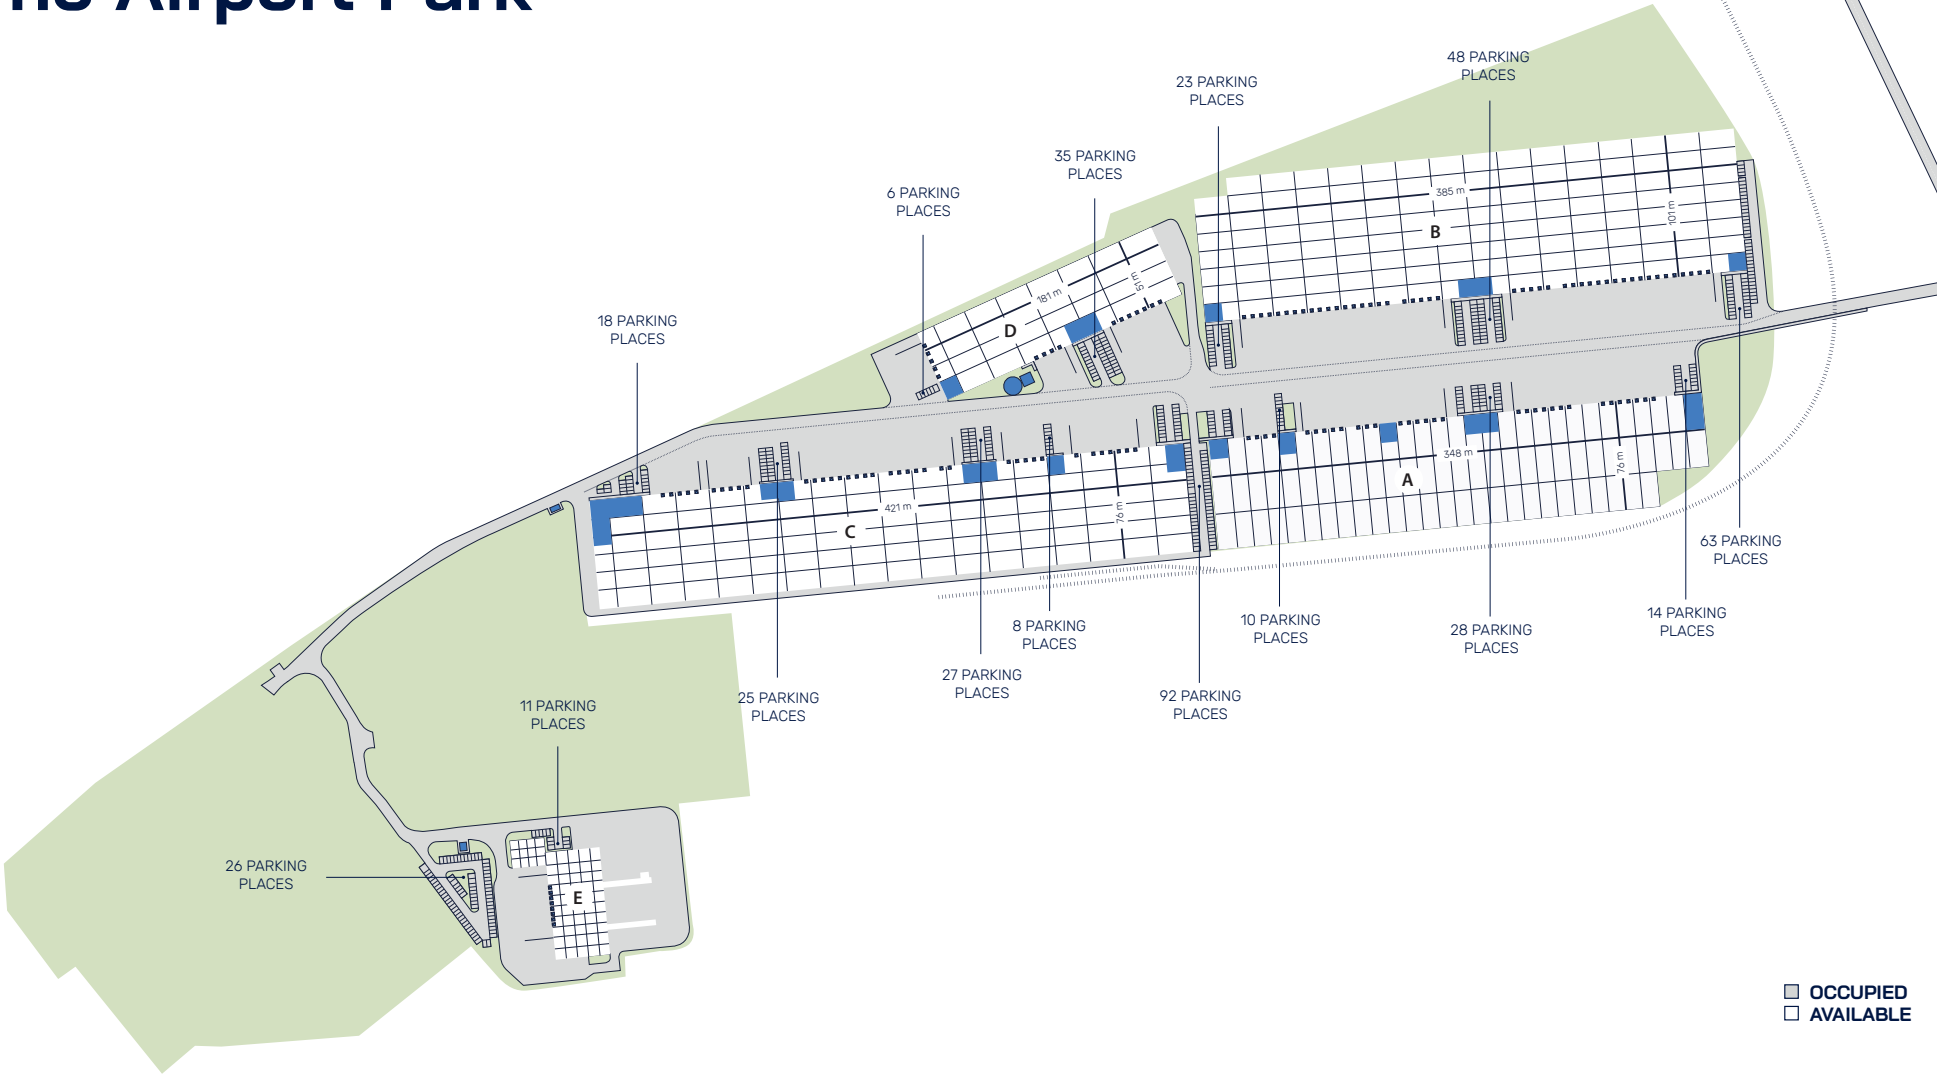 Airport Park
48 PARKING
PLACES
23 PARKING
PLACES
35 PARKING
PLACES
6 PARKING
PLACES
385 m
101 m
B
181 m
51 m
D
18 PARKING
PLACES
348 m
76 m
A
421 m
76 m
C
63 PARKING
PLACES
14 PARKING
PLACES
10 PARKING
PLACES
28 PARKING
PLACES
8 PARKING
PLACES
27 PARKING
PLACES
92 PARKING
PLACES
25 PARKING
PLACES
11 PARKING
PLACES
26 PARKING
PLACES
E
OCCUPIED
AVAILABLE